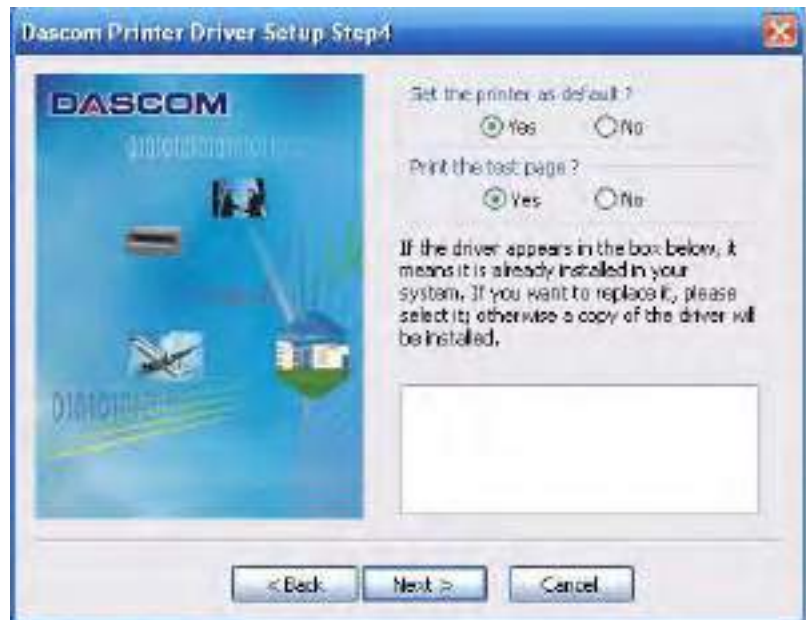 Dascom Printer Driver Setup Step4
DASCOM
Set the printer as default ?
Yes
No
Print the test page ?
Yes
No
If the driver appears in the box below, it
means it is already installed in your
system. If you want to replace it, please
select it; otherwise a copy of the driver will
be installed.
< Back
Next >
Cancel